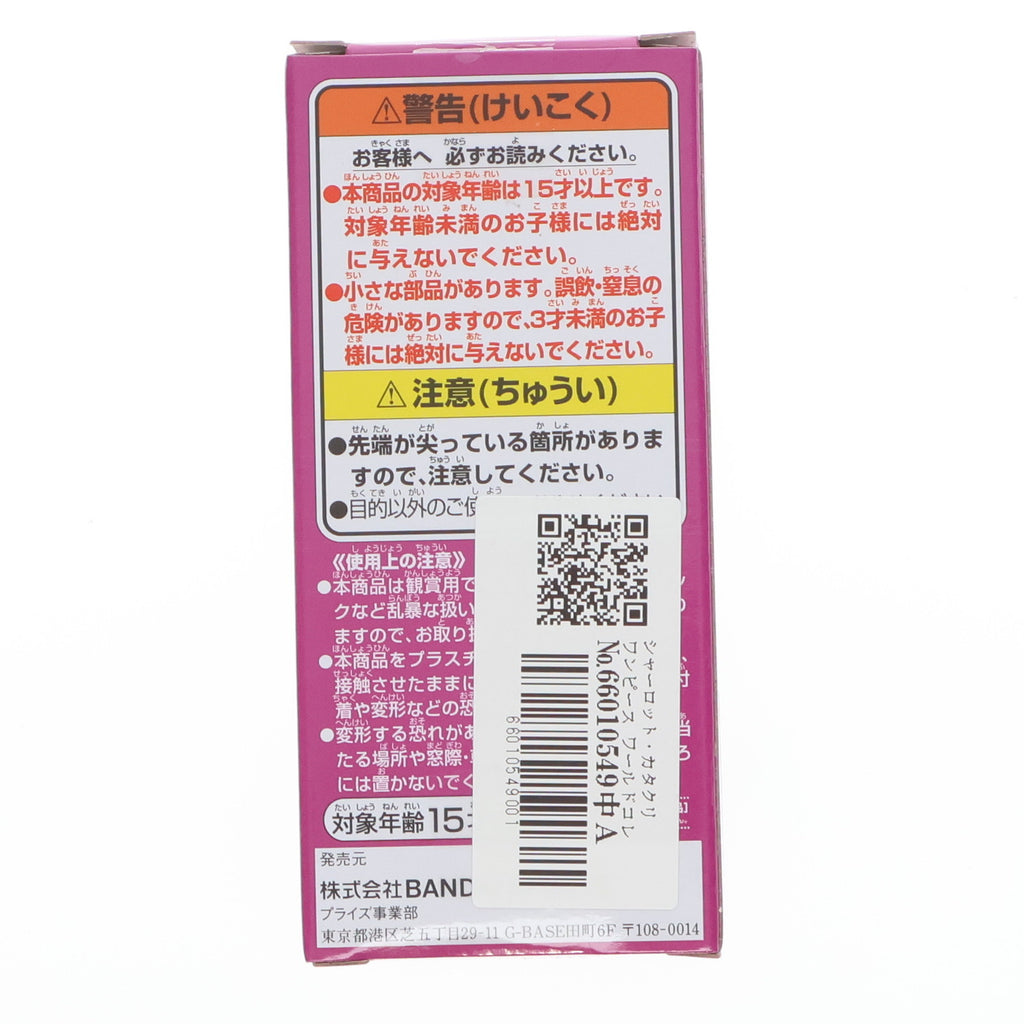 ⚠警告(けいこく)
お客様へ 必ずお読みください。
●本商品の対象年齢は15才以上です。
対象年齢未満のお子様には絶対
に与えないでください。
●小さな部品があります。誤飲・窒息の
危険がありますので、3才未満のお子
様には絶対に与えないでください。
⚠注意(ちゅうい)
●先端が尖っている箇所がありま
すので、注意してください。
●目的以外のご使
《使用上の注意》
●本商品は観賞用で
クなど乱暴な扱い
ますので、お取り扱
●本商品をプラスチ
接触させたままに
着や変形などの恐
●変形する恐れがあ
たる場所や窓際・
には置かないでく
対象年齢15
発売元
株式会社BAND
プライズ事業部
東京都港区芝五丁目29-11 G-BASE田町6F 〒108-0014
シャーロット・カタクリ
ワンピース ワールドコレ
No.66010549中A
66010549001